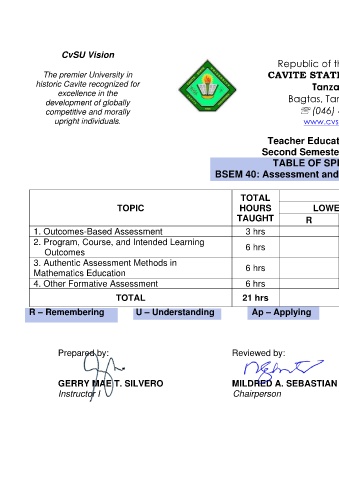 CvSU Vision
The premier University in
historic Cavite recognized for
excellence in the
development of globally
competitive and morally
upright individuals.
Republic of th
CAVITE STAT
Tanza
Bagtas, Tan
☏(046)
www.cvs
Teacher Educat
Second Semeste
TABLE OF SPE
BSEM 40: Assessment and
TOPIC
TOTAL
HOURS
TAUGHT
LOWE
R
1. Outcomes-Based Assessment 3 hrs
2. Program, Course, and Intended Learning
Outcomes 6 hrs
3. Authentic Assessment Methods in
Mathematics Education 6 hrs
4. Other Formative Assessment 6 hrs
TOTAL 21 hrs
R – Remembering U – Understanding Ap – Applying
Prepared by: Reviewed by:
GERRY MAE T. SILVERO MILDRED A. SEBASTIAN
Instructor I Chairperson